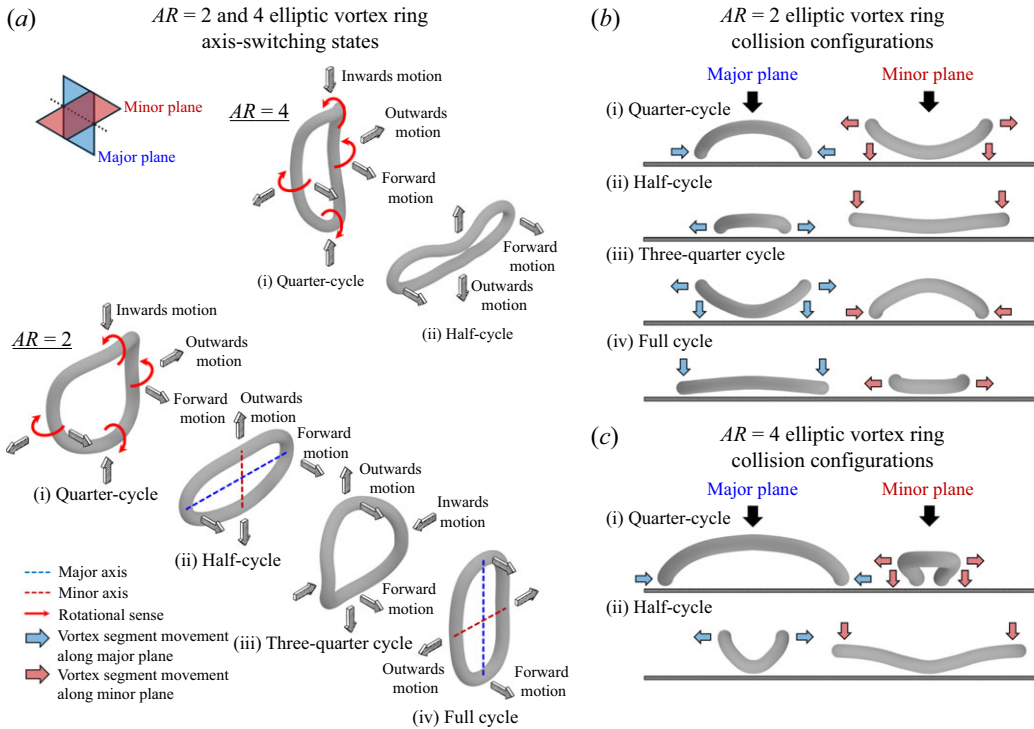 (a)
AR = 2 and 4 elliptic vortex ring
axis-switching states
Minor plane
Major plane
AR = 4
Inwards motion
Outwards
motion
Forward
motion
(i) Quarter-cycle
Forward
motion
Outwards
motion
(ii) Half-cycle
AR = 2
Inwards motion
Outwards
motion
Forward
motion
(i) Quarter-cycle
Outwards
motion
Forward
motion
(ii) Half-cycle
Outwards
motion
Inwards
motion
Forward
motion
(iii) Three-quarter cycle
Outwards
motion
Forward
motion
(iv) Full cycle
Major axis
Minor axis
Rotational sense
Vortex segment movement
along major plane
Vortex segment movement
along minor plane
(b)
AR = 2 elliptic vortex ring
collision configurations
Major plane
Minor plane
(i) Quarter-cycle
(ii) Half-cycle
(iii) Three-quarter cycle
(iv) Full cycle
(c)
AR = 4 elliptic vortex ring
collision configurations
Major plane
Minor plane
(i) Quarter-cycle
(ii) Half-cycle